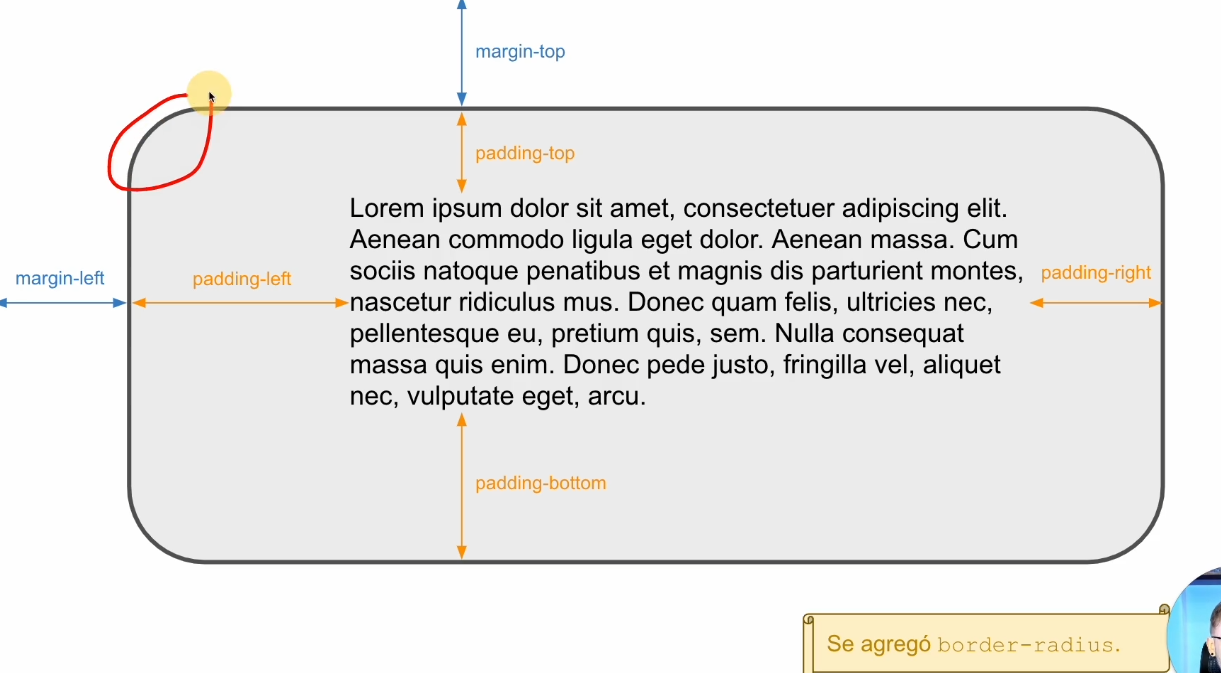 margin-top
padding-top
Lorem ipsum dolor sit amet, consectetuer adipiscing elit.
Aenean commodo ligula eget dolor. Aenean massa. Cum
sociis natoque penatibus et magnis dis parturient montes,
nascetur ridiculus mus. Donec quam felis, ultricies nec,
pellentesque eu, pretium quis, sem. Nulla consequat
massa quis enim. Donec pede justo, fringilla vel, aliquet
nec, vulputate eget, arcu.
margin-left
padding-left
padding-right
padding-bottom
Se agregó border-radius.